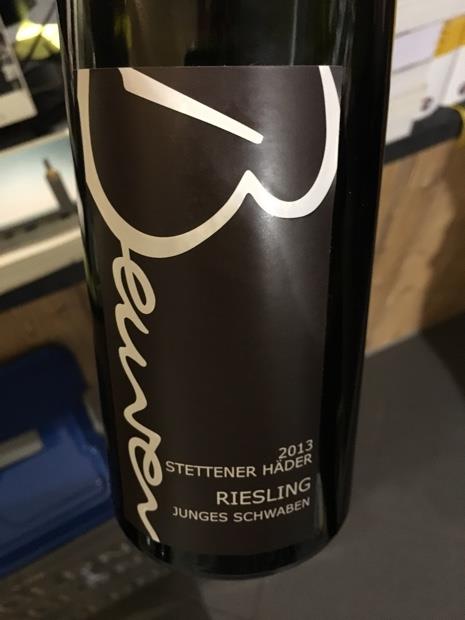 Beurer
2013
STETTENER HÄDER
RIESLING
JUNGES SCHWABEN